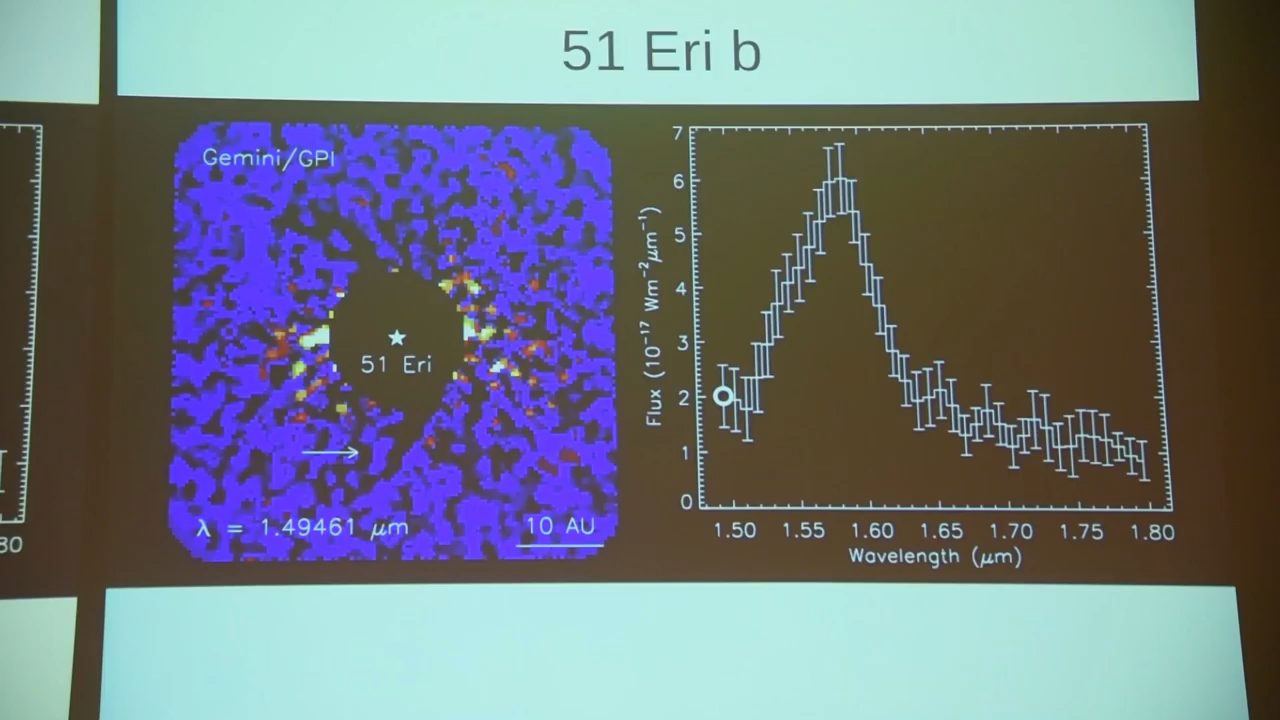 51 Eri b
Gemini/GPI
51 Eri
λ = 1.49461 μm
10 AU
7
6
5
4
3
2
1
0
Flux (10⁻¹⁷ Wm⁻²μm⁻¹)
1.50 1.55 1.60 1.65 1.70 1.75 1.80
Wavelength (μm)
80